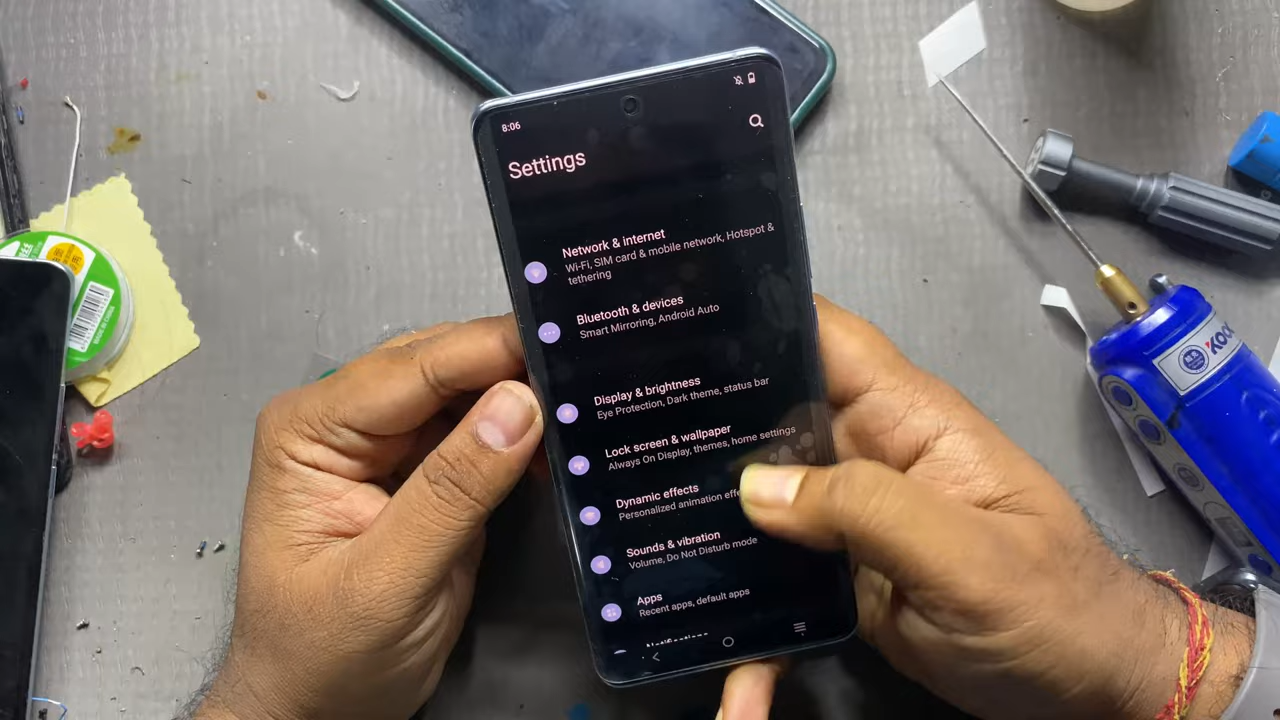 8:06
Settings
Network & internet
Wi-Fi, SIM card & mobile network, Hotspot &
tethering
Bluetooth & devices
Smart Mirroring, Android Auto
Display & brightness
Eye Protection, Dark theme, status bar
Lock screen & wallpaper
Always On Display, themes, home settings
Dynamic effects
Personalized animation
Sounds & vibration
Volume, Do Not Disturb mode
Apps
Recent apps, default apps